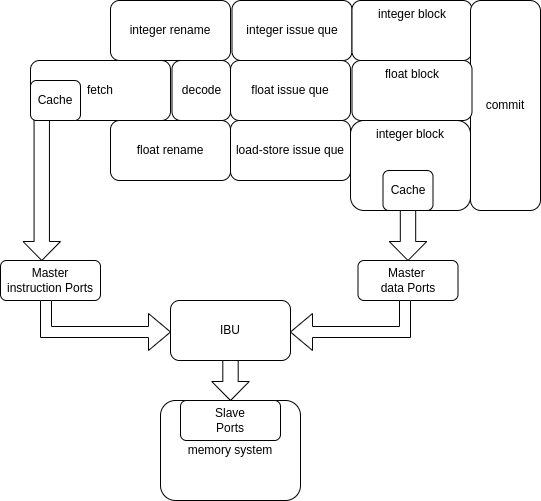 integer rename
integer issue que
integer block
fetch
Cache
decode
float issue que
float block
commit
float rename
load-store issue que
integer block
Cache
Master
instruction Ports
Master
data Ports
IBU
Slave
Ports
memory system